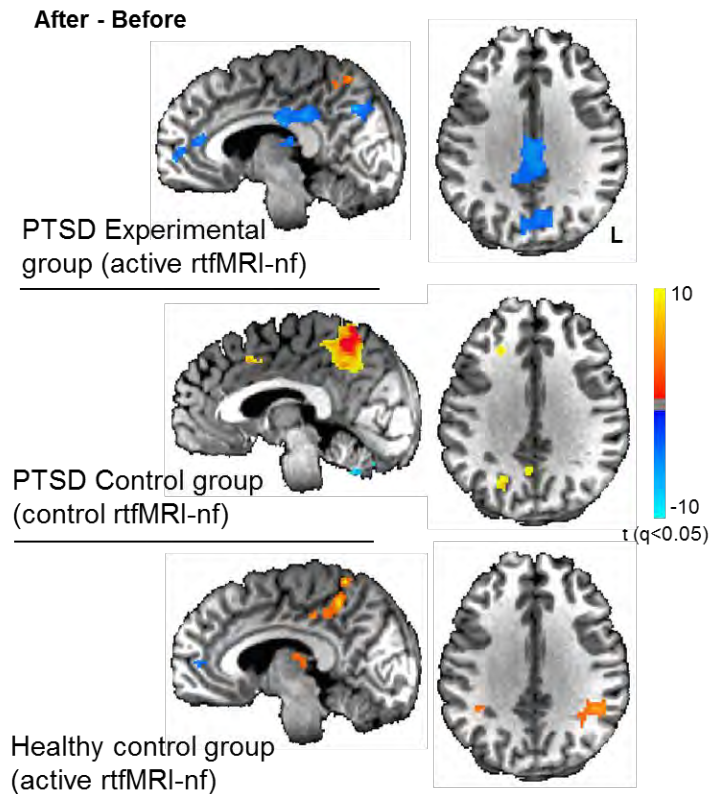 After - Before
L
PTSD Experimental
group (active rtfMRI-nf)
10
-10
t (q<0.05)
PTSD Control group
(control rtfMRI-nf)
Healthy control group
(active rtfMRI-nf)